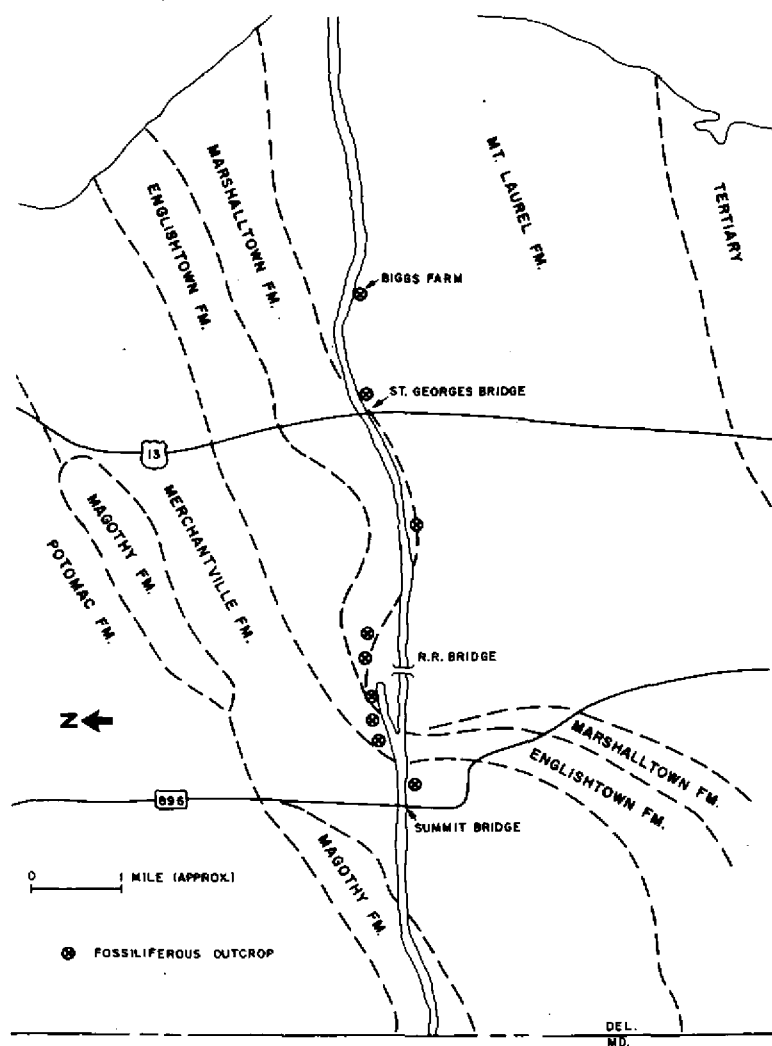 MT. LAUREL FM.
MARSHALLTOWN FM.
ENGLISHTOWN FM.
TERTIARY
BIGGS FARM
ST. GEORGES BRIDGE
13
MAGOTHY FM.
MERCHANTVILLE FM.
POTOMAC FM.
R.R. BRIDGE
N
MARSHALLTOWN FM.
ENGLISHTOWN FM.
896
SUMMIT BRIDGE
MAGOTHY FM.
0 1 MILE (APPROX.)
FOSSILIFEROUS OUTCROP
DEL.
MD.